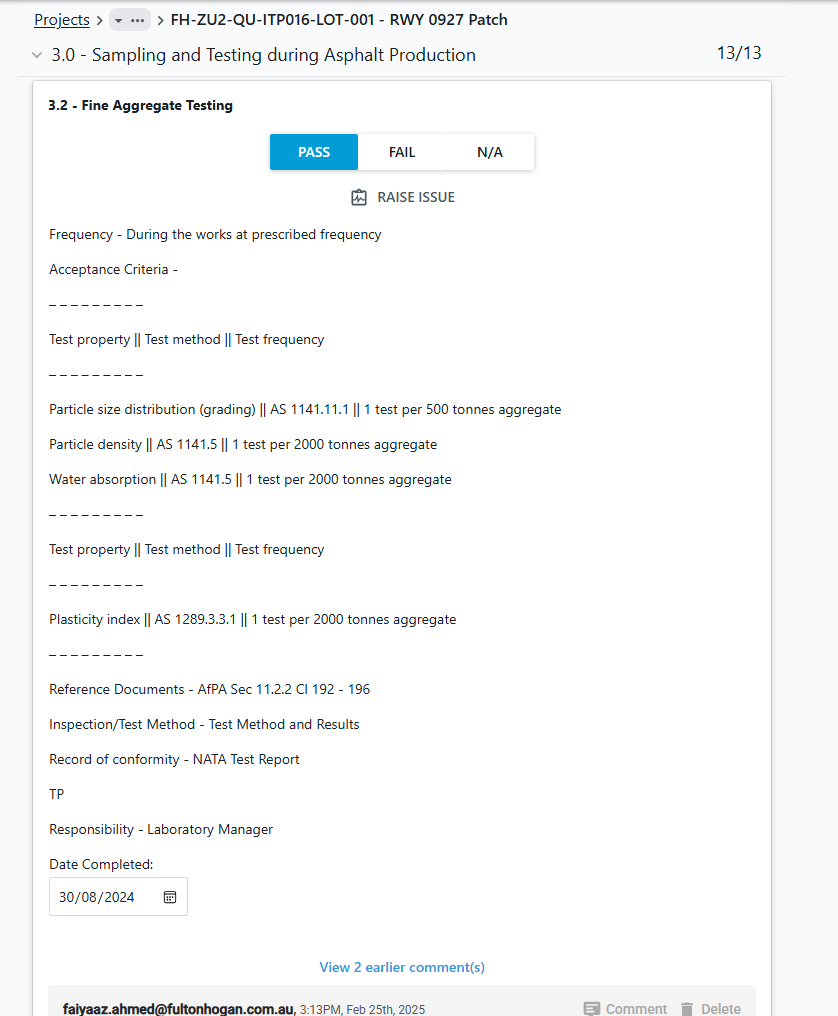 Projects > ... > FH-ZU2-QU-ITP016-LOT-001 - RWY 0927 Patch
3.0 - Sampling and Testing during Asphalt Production 13/13
3.2 - Fine Aggregate Testing
PASS FAIL N/A
RAISE ISSUE
Frequency - During the works at prescribed frequency
Acceptance Criteria -
_ _ _ _ _ _ _ _ _
Test property || Test method || Test frequency
_ _ _ _ _ _ _ _ _
Particle size distribution (grading) || AS 1141.11.1 || 1 test per 500 tonnes aggregate
Particle density || AS 1141.5 || 1 test per 2000 tonnes aggregate
Water absorption || AS 1141.5 || 1 test per 2000 tonnes aggregate
_ _ _ _ _ _ _ _ _
Test property || Test method || Test frequency
_ _ _ _ _ _ _ _ _
Plasticity index || AS 1289.3.3.1 || 1 test per 2000 tonnes aggregate
_ _ _ _ _ _ _ _ _
Reference Documents - AfPA Sec 11.2.2 Cl 192 - 196
Inspection/Test Method - Test Method and Results
Record of conformity - NATA Test Report
TP
Responsibility - Laboratory Manager
Date Completed:
30/08/2024
View 2 earlier comment(s)
faiyaaz.ahmed@fultonhogan.com.au, 3:13PM, Feb 25th, 2025 Comment Delete